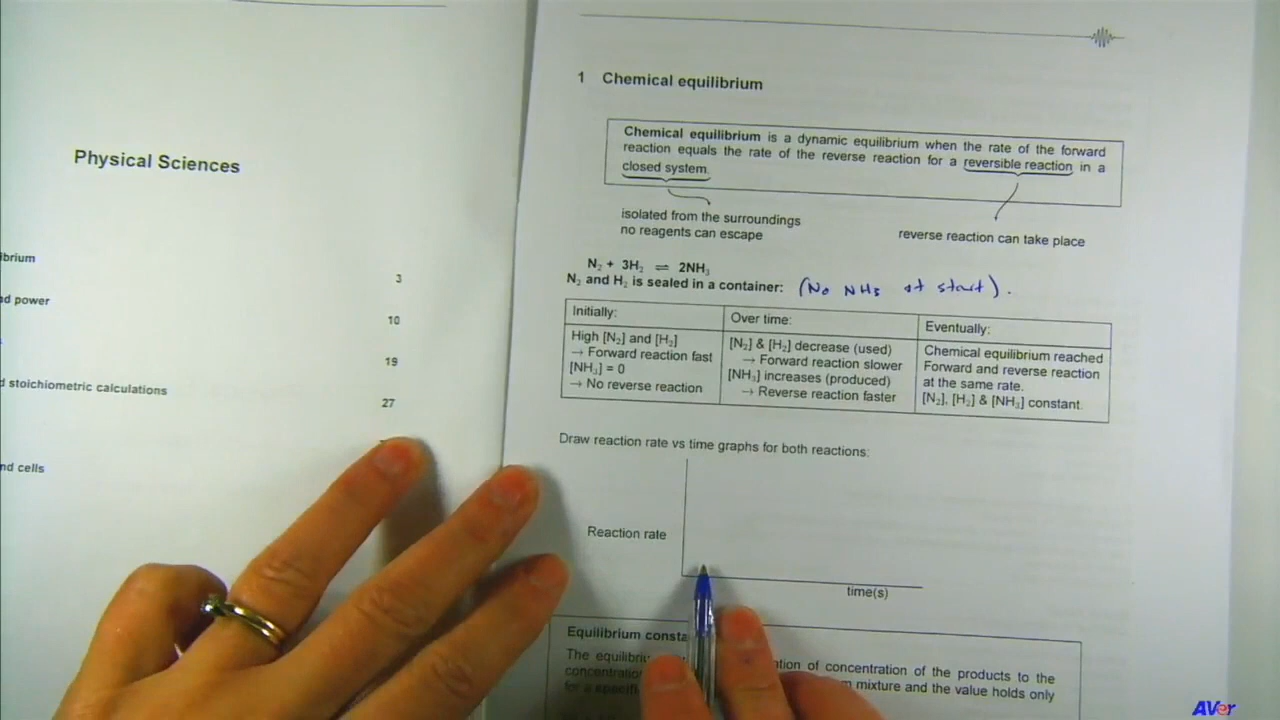 Physical Sciences
ibrium 3
d power 10
19
d stoichiometric calculations 27
nd cells
1 Chemical equilibrium
Chemical equilibrium is a dynamic equilibrium when the rate of the forward
reaction equals the rate of the reverse reaction for a reversible reaction in a
closed system.
isolated from the surroundings
no reagents can escape
reverse reaction can take place
N₂ + 3H₂ ⇌ 2NH₃
N₂ and H₂ is sealed in a container: (No NH₃ at start).
Initially:
High [N₂] and [H₂]
→ Forward reaction fast
[NH₃] = 0
→ No reverse reaction
Over time:
[N₂] & [H₂] decrease (used)
→ Forward reaction slower
[NH₃] increases (produced)
→ Reverse reaction faster
Eventually:
Chemical equilibrium reached
Forward and reverse reaction
at the same rate.
[N₂], [H₂] & [NH₃] constant.
Draw reaction rate vs time graphs for both reactions:
Reaction rate
time(s)
Equilibrium consta
The equilibri ation of concentration of the products to the
concentration mixture and the value holds only
for a specifi
AVer